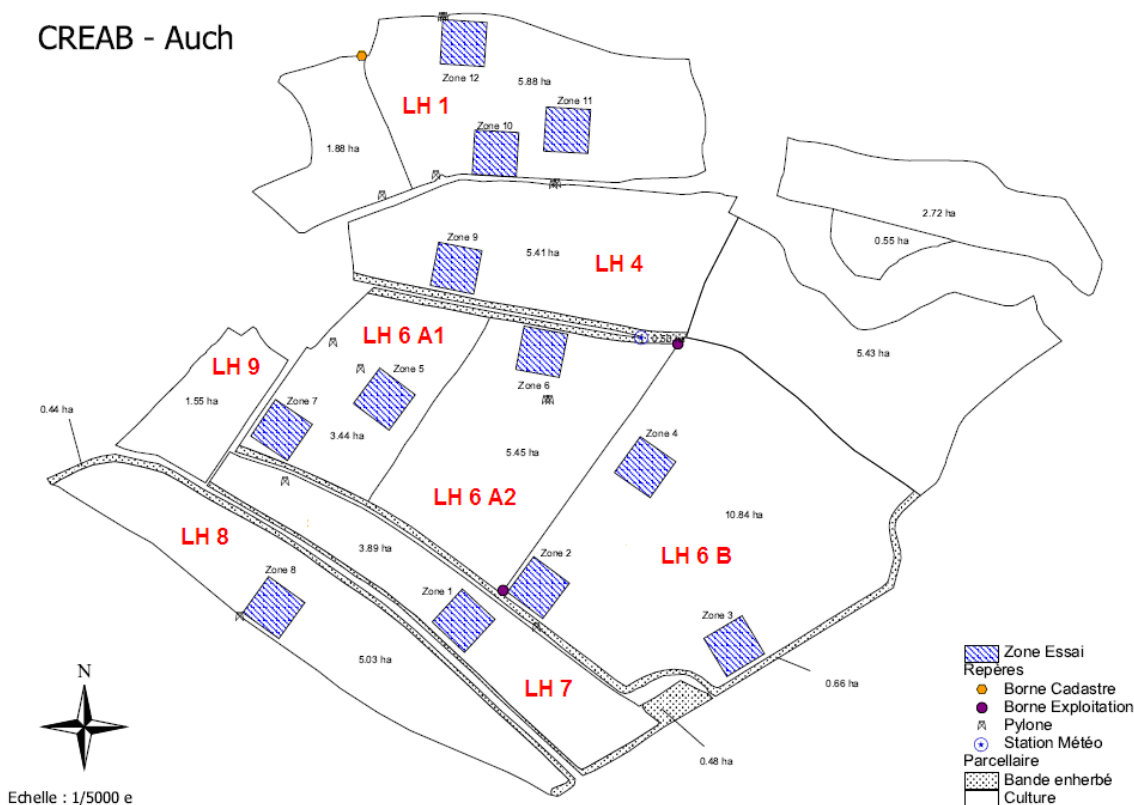 CREAB - Auch
Zone 12
5.88 ha
LH 1
Zone 11
Zone 10
1.88 ha
2.72 ha
0.55 ha
Zone 9
5.41 ha
LH 4
LH 6 A1
5.43 ha
LH 9
Zone 5
Zone 6
1.55 ha
0.44 ha
Zone 7
3.44 ha
Zone 4
5.45 ha
LH 6 A2
10.84 ha
LH 8
3.89 ha
LH 6 B
Zone 2
Zone 8
Zone 1
Zone 3
5.03 ha
LH 7
0.66 ha
0.48 ha
N
Echelle : 1/5000 e
Zone Essai
Repères
Borne Cadastre
Borne Exploitation
Pylone
Station Météo
Parcellaire
Bande enherbé
Culture